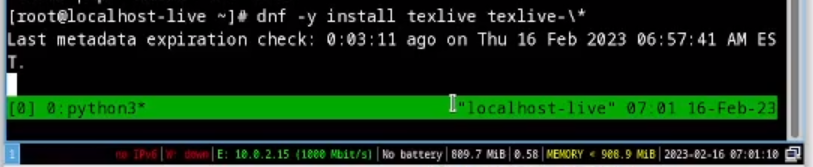 [root@localhost-live ~]# dnf -y install texlive texlive-\*
Last metadata expiration check: 0:03:11 ago on Thu 16 Feb 2023 06:57:41 AM ES
T.
[0] 0:python3* "localhost-live" 07:01 16-Feb-23
1 no IPv6|W: down|E: 10.0.2.15 (1000 Mbit/s)|No battery|809.7 MiB|0.58|MEMORY < 908.9 MiB|2023-02-16 07:01:10